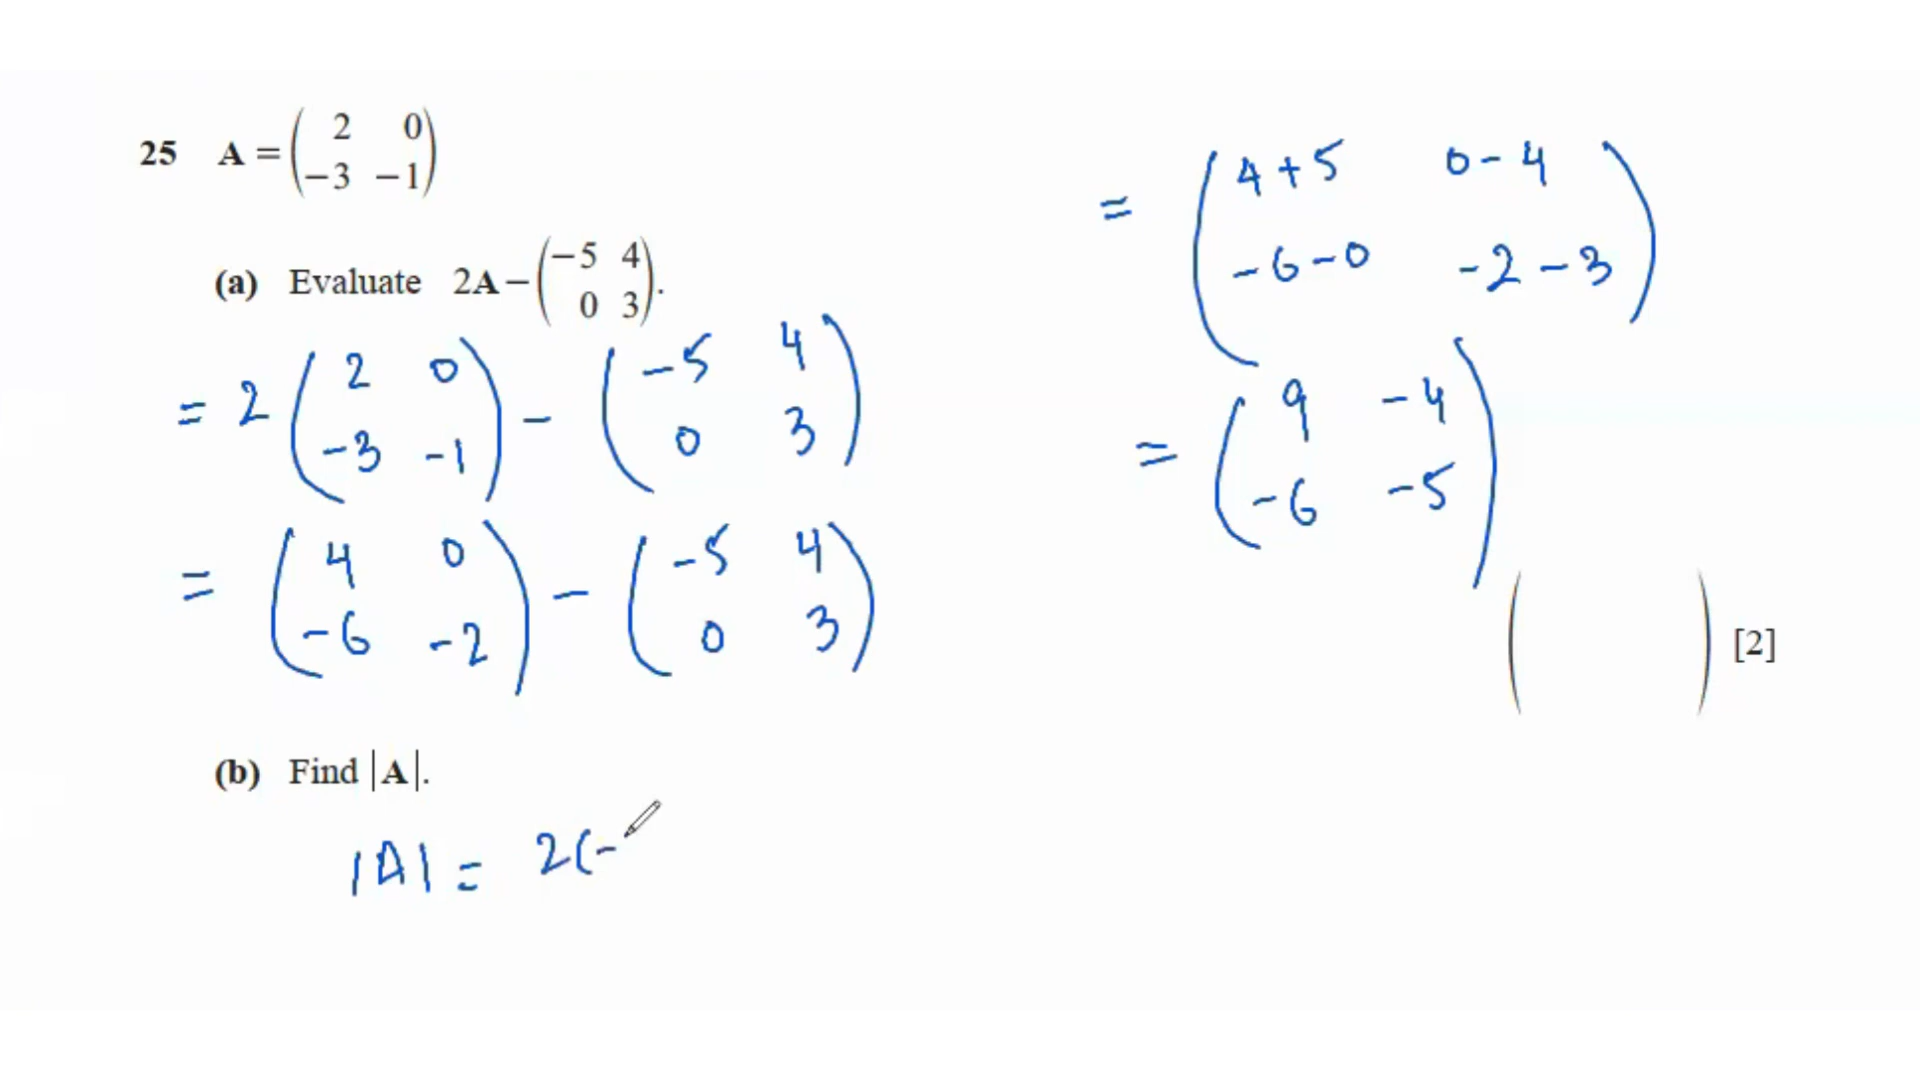 25 A = ( 2 0
−3 −1 )
(a) Evaluate 2A − ( −5 4
0 3 ).
= 2 ( 2 0
-3 -1 ) - ( -5 4
0 3 )
= ( 4 0
-6 -2 ) - ( -5 4
0 3 )
= ( 4+5 0-4
-6-0 -2-3 )
= ( 9 -4
-6 -5 )
( ) [2]
(b) Find |A|.
|A| = 2(-